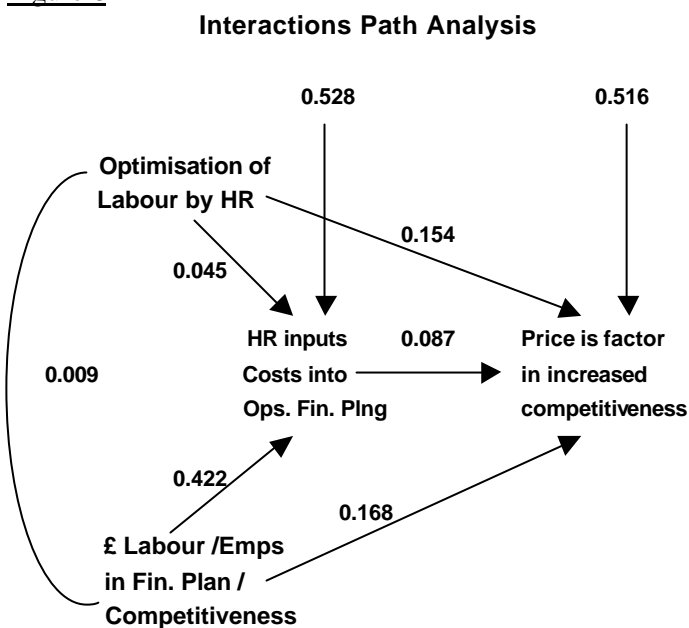 Interactions Path Analysis
0.528
0.516
Optimisation of
Labour by HR
0.154
0.045
HR inputs
Costs into
Ops. Fin. Plng
0.087
Price is factor
in increased
competitiveness
0.009
0.422
0.168
£ Labour /Emps
in Fin. Plan /
Competitiveness